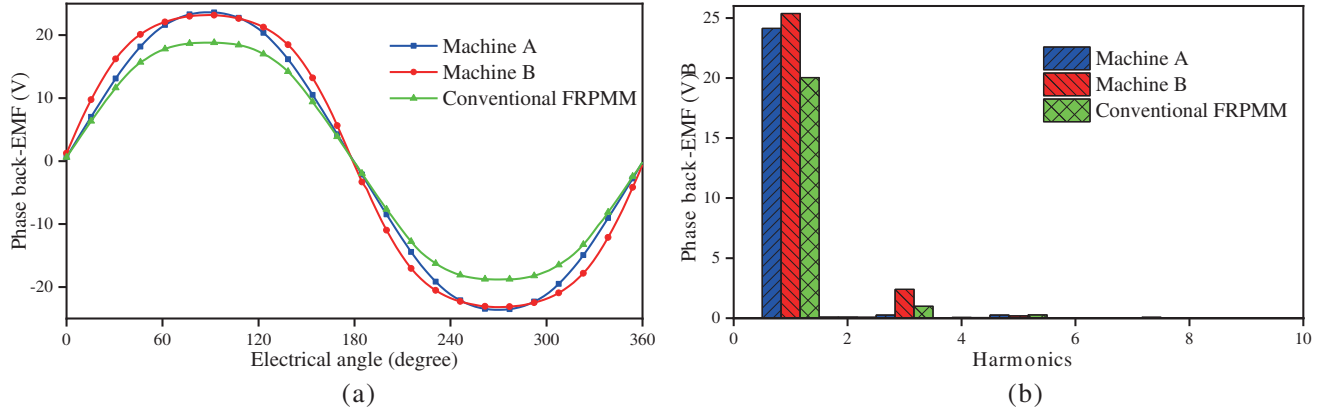 Phase back-EMF (V)
20
10
0
-10
-20
Machine A
Machine B
Conventional FRPMM
0
60
120
180
240
300
360
Electrical angle (degree)
(a)
Phase back-EMF (V)B
25
20
15
10
5
0
Machine A
Machine B
Conventional FRPMM
0
2
4
6
8
10
Harmonics
(b)